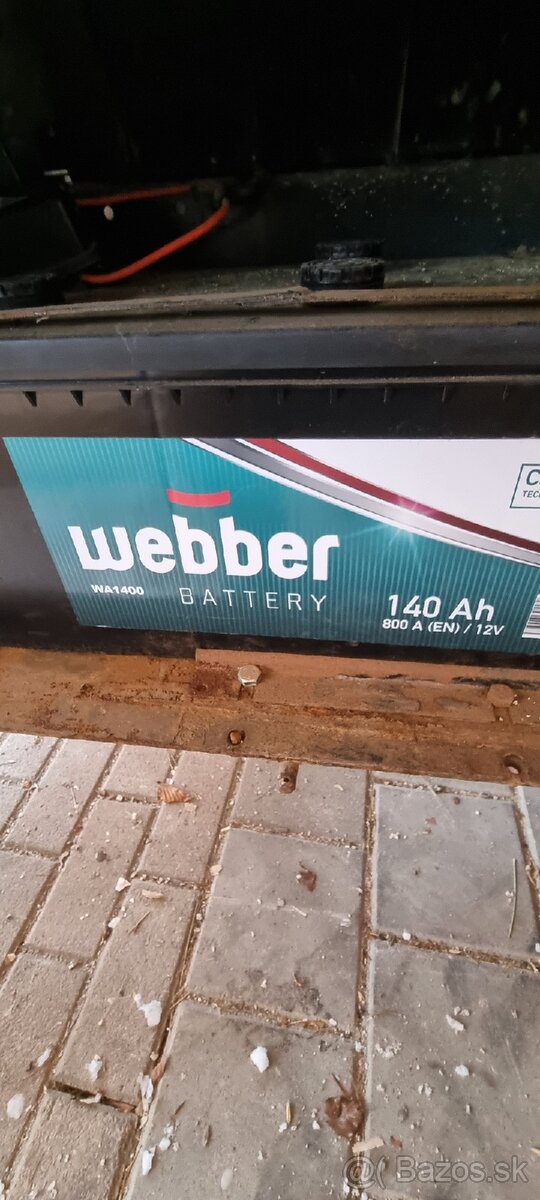 webber
WA1400
BATTERY
140 Ah
800 A (EN) / 12V
Bazos.sk